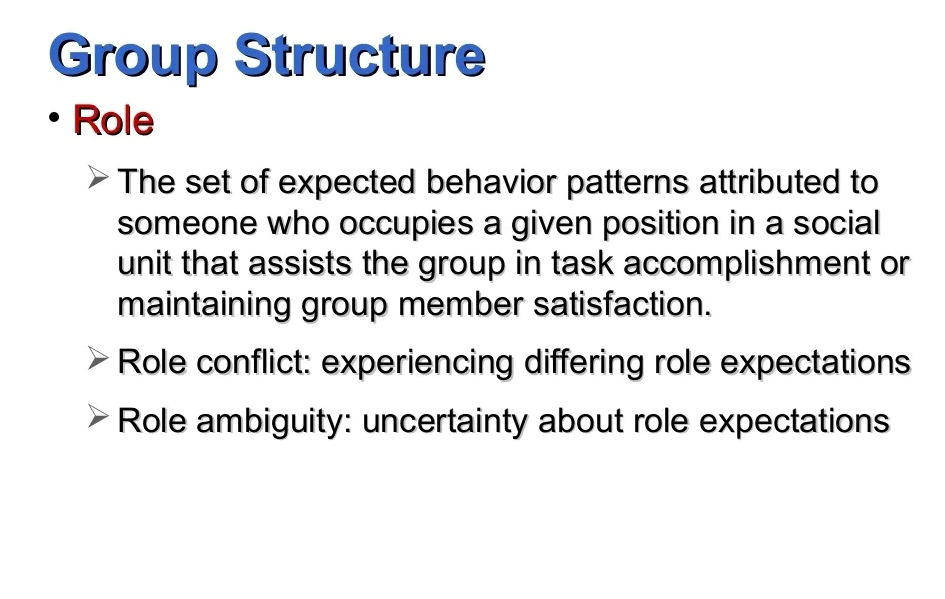 Group Structure
• Role
➢ The set of expected behavior patterns attributed to
someone who occupies a given position in a social
unit that assists the group in task accomplishment or
maintaining group member satisfaction.
➢ Role conflict: experiencing differing role expectations
➢ Role ambiguity: uncertainty about role expectations